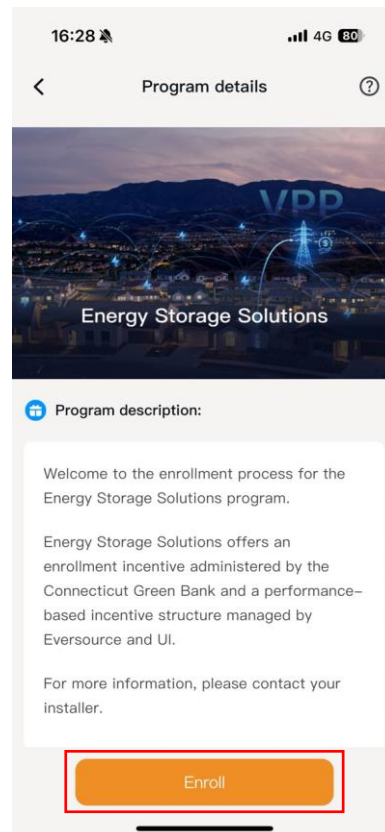 16:28
4G 80
Program details
VPP
Energy Storage Solutions
Program description:
Welcome to the enrollment process for the
Energy Storage Solutions program.
Energy Storage Solutions offers an
enrollment incentive administered by the
Connecticut Green Bank and a performance-
based incentive structure managed by
Eversource and UI.
For more information, please contact your
installer.
Enroll